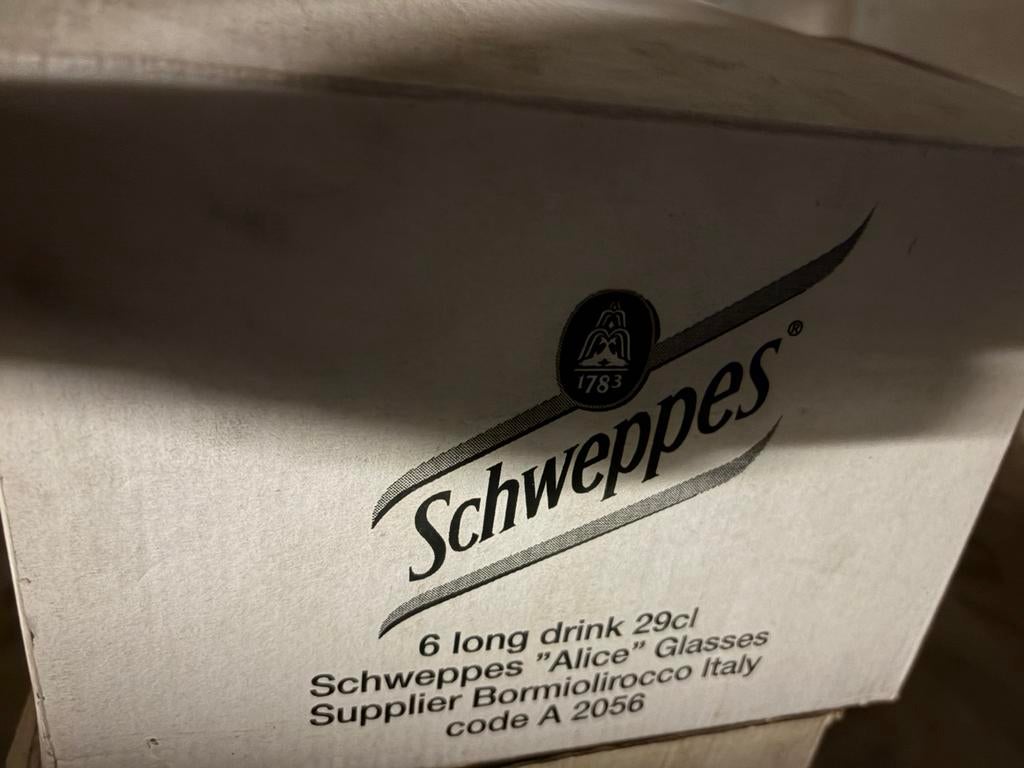 1783
Schweppes®
6 long drink 29cl
Schweppes ”Alice” Glasses
Supplier Bormiolirocco Italy
code A 2056